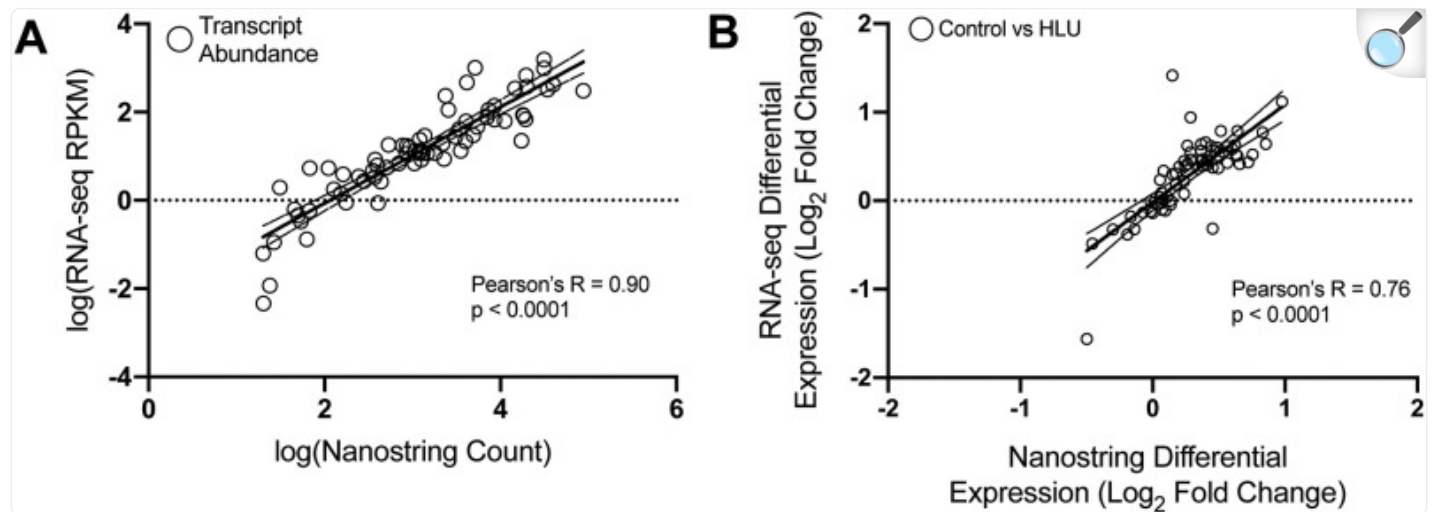 A
Transcript
Abundance
log(RNA-seq RPKM)
4
2
0
-2
-4
Pearson's R = 0.90
p < 0.0001
0 2 4 6
log(Nanostring Count)
B
Control vs HLU
RNA-seq Differential
Expression (Log2 Fold Change)
2
1
0
-1
-2
Pearson's R = 0.76
p < 0.0001
-2 -1 0 1 2
Nanostring Differential
Expression (Log2 Fold Change)